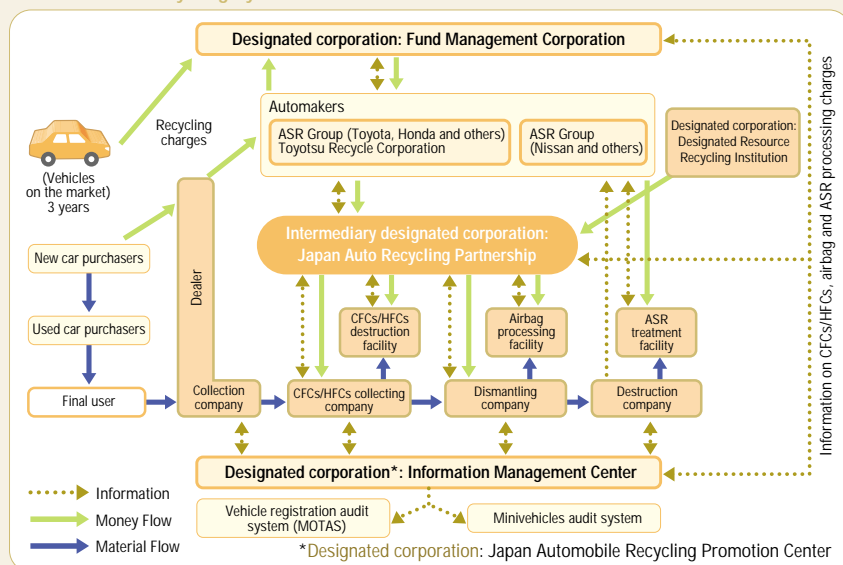 Designated corporation: Fund Management Corporation
Automakers
ASR Group (Toyota, Honda and others)
Toyotsu Recycle Corporation
ASR Group
(Nissan and others)
Designated corporation:
Designated Resource
Recycling Institution
Recycling
charges
(Vehicles
on the market)
3 years
Intermediary designated corporation:
Japan Auto Recycling Partnership
New car purchasers
Dealer
Used car purchasers
CFCs/HFCs
destruction
facility
Airbag
processing
facility
ASR
treatment
facility
Final user
Collection
company
CFCs/HFCs collecting
company
Dismantling
company
Destruction
company
Information on CFCs/HFCs, airbag and ASR processing charges
Designated corporation*: Information Management Center
Information
Money Flow
Material Flow
Vehicle registration audit
system (MOTAS)
Minivehicles audit system
*Designated corporation: Japan Automobile Recycling Promotion Center